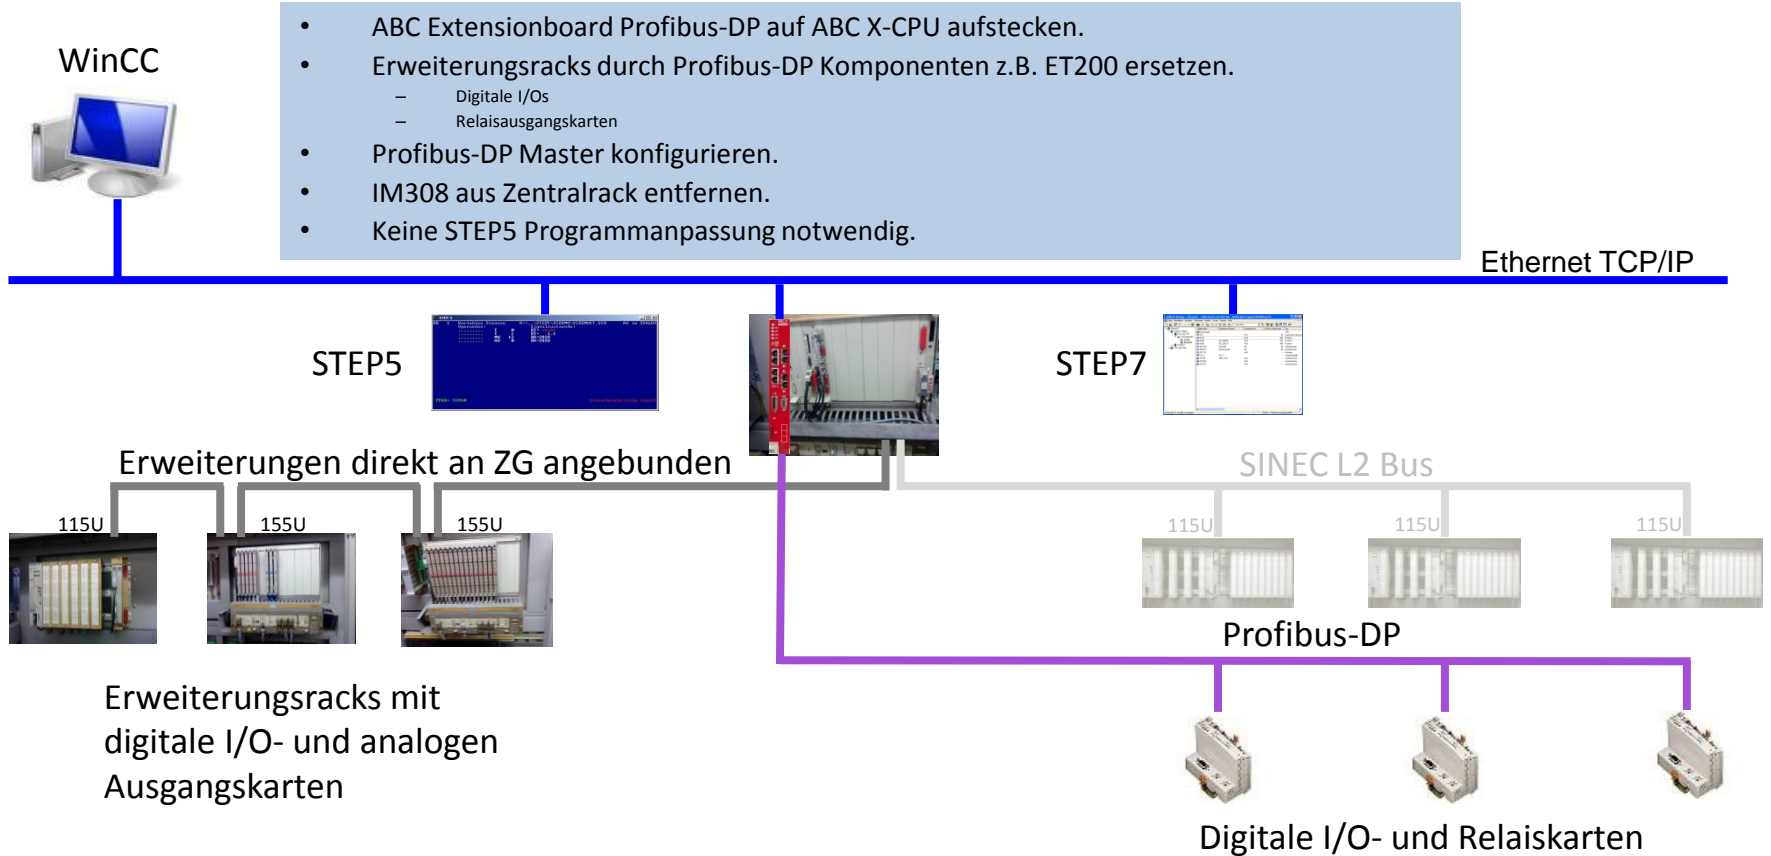 • ABC Extensionboard Profibus-DP auf ABC X-CPU aufstecken.
• Erweiterungsracks durch Profibus-DP Komponenten z.B. ET200 ersetzen.
– Digitale I/Os
– Relaisausgangskarten
• Profibus-DP Master konfigurieren.
• IM308 aus Zentralrack entfernen.
• Keine STEP5 Programmanpassung notwendig.
WinCC
Ethernet TCP/IP
STEP5
STEP7
Erweiterungen direkt an ZG angebunden
SINEC L2 Bus
115U
155U
155U
115U
115U
115U
Profibus-DP
Erweiterungsracks mit
digitale I/O- und analogen
Ausgangskarten
Digitale I/O- und Relaiskarten